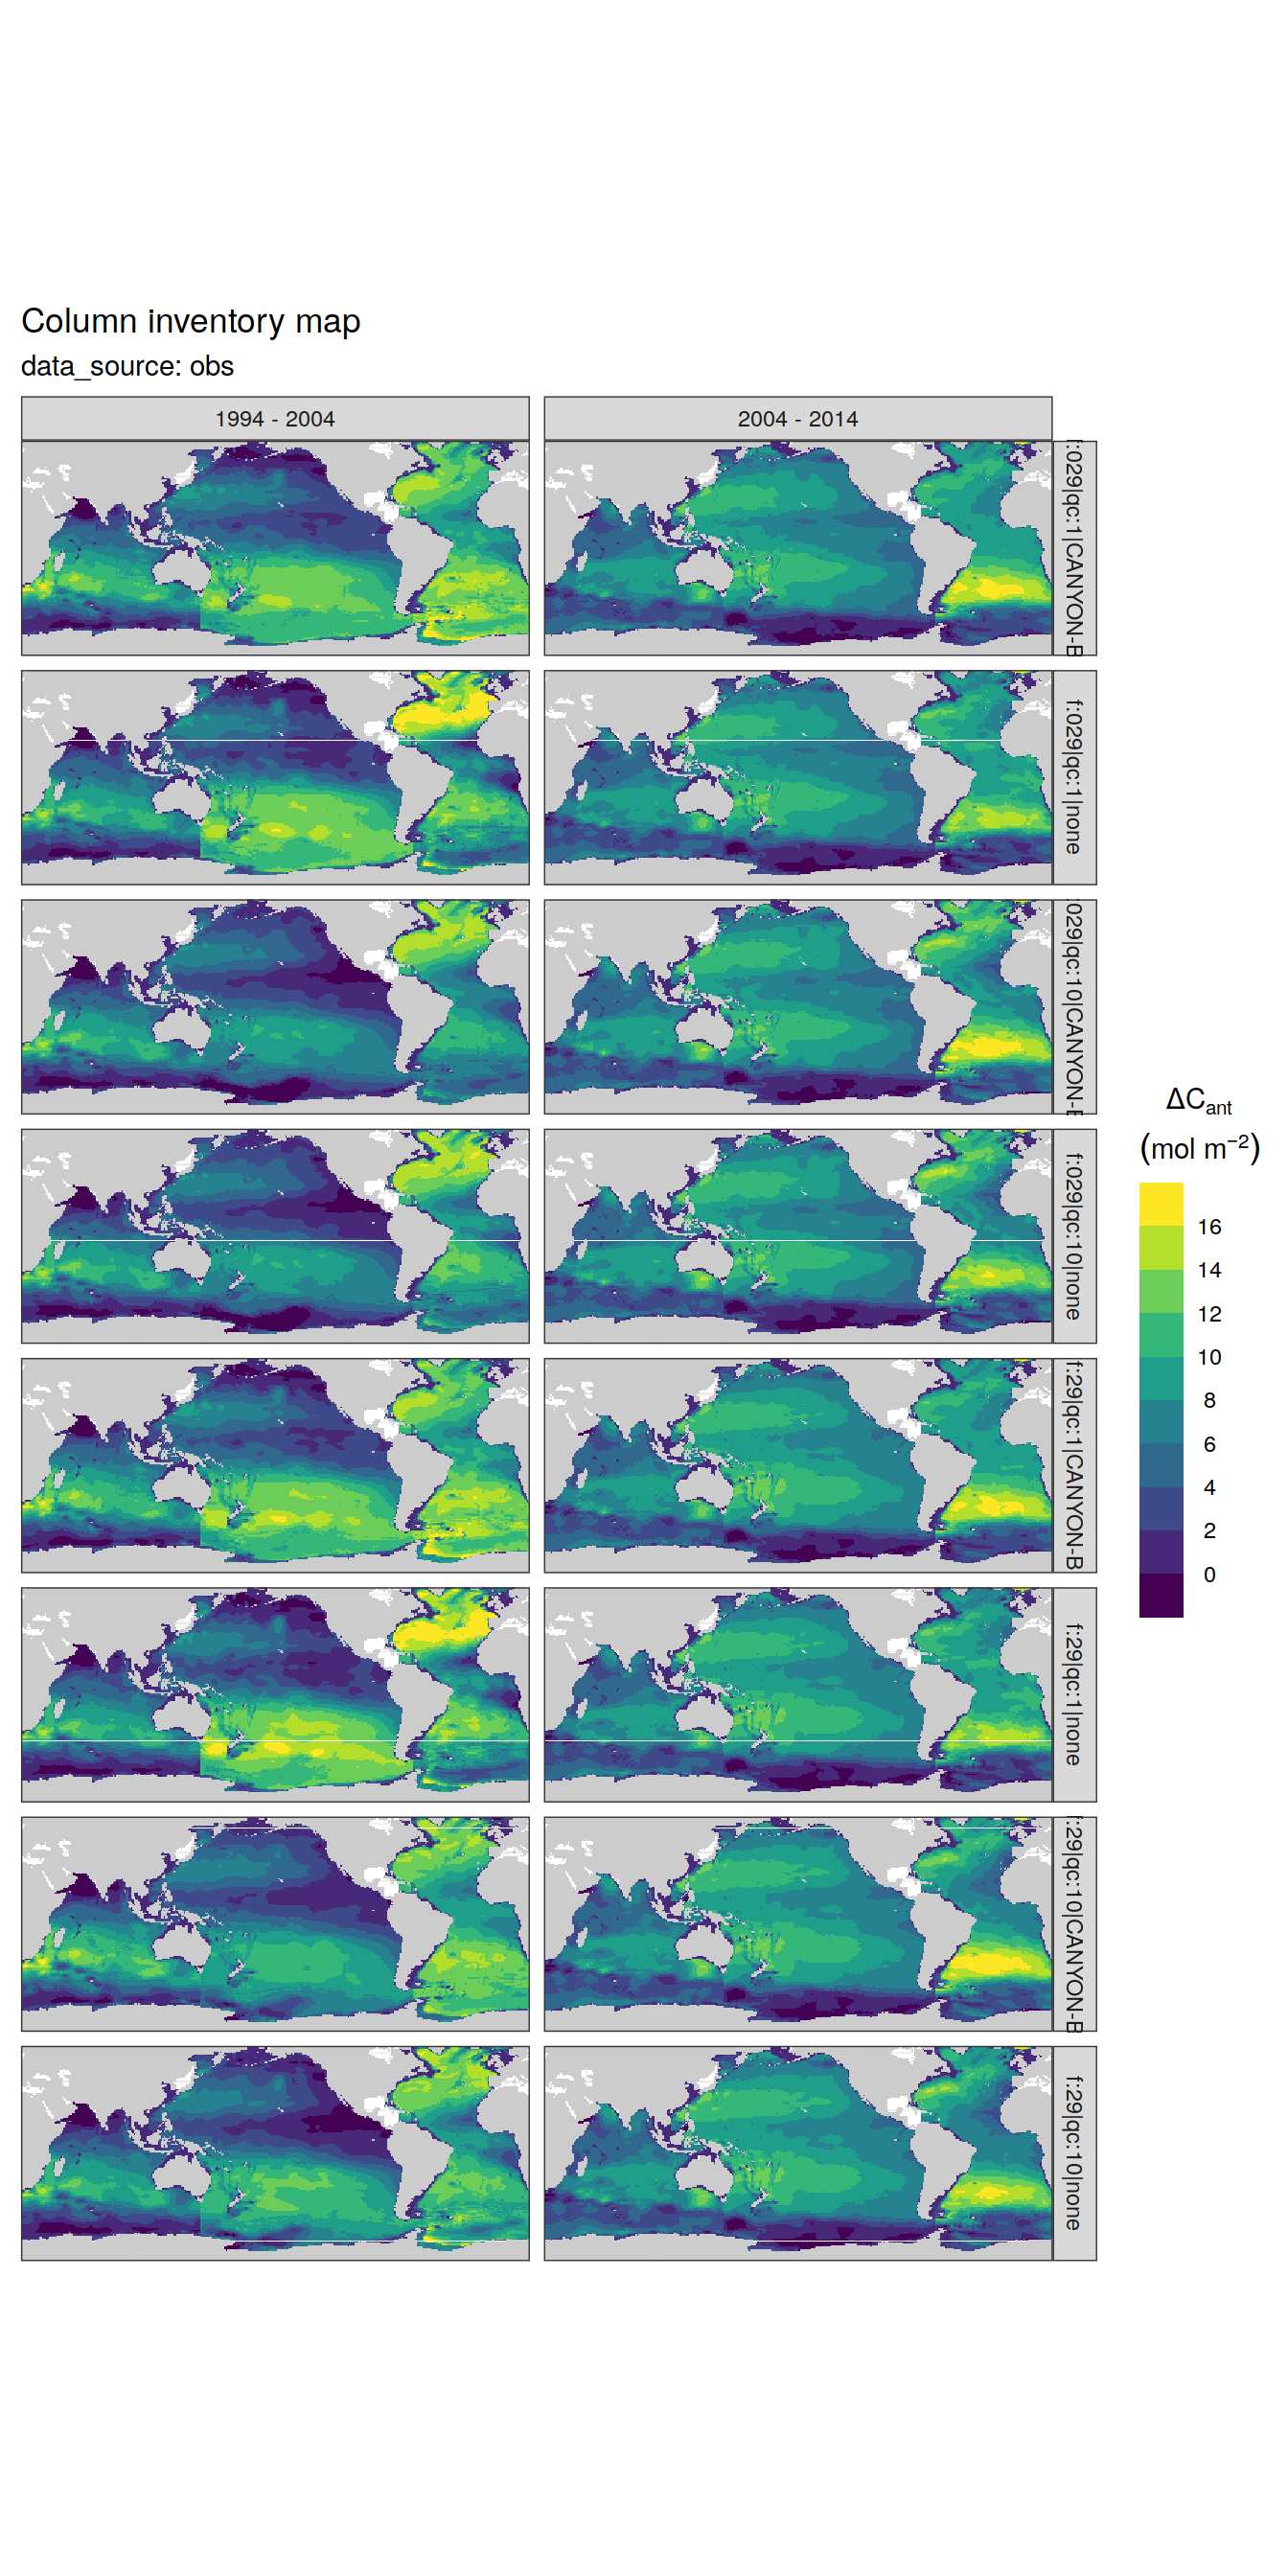 Column inventory map
data_source: obs
1994 - 2004
2004 - 2014
f:029|qc:1|CANYON-B
f:029|qc:1|none
:029|qc:10|CANYON-B
f:029|qc:10|none
f:29|qc:1|CANYON-B
f:29|qc:1|none
f:29|qc:10|CANYON-B
f:29|qc:10|none
ΔCant
(mol m−2)
16
14
12
10
8
6
4
2
0